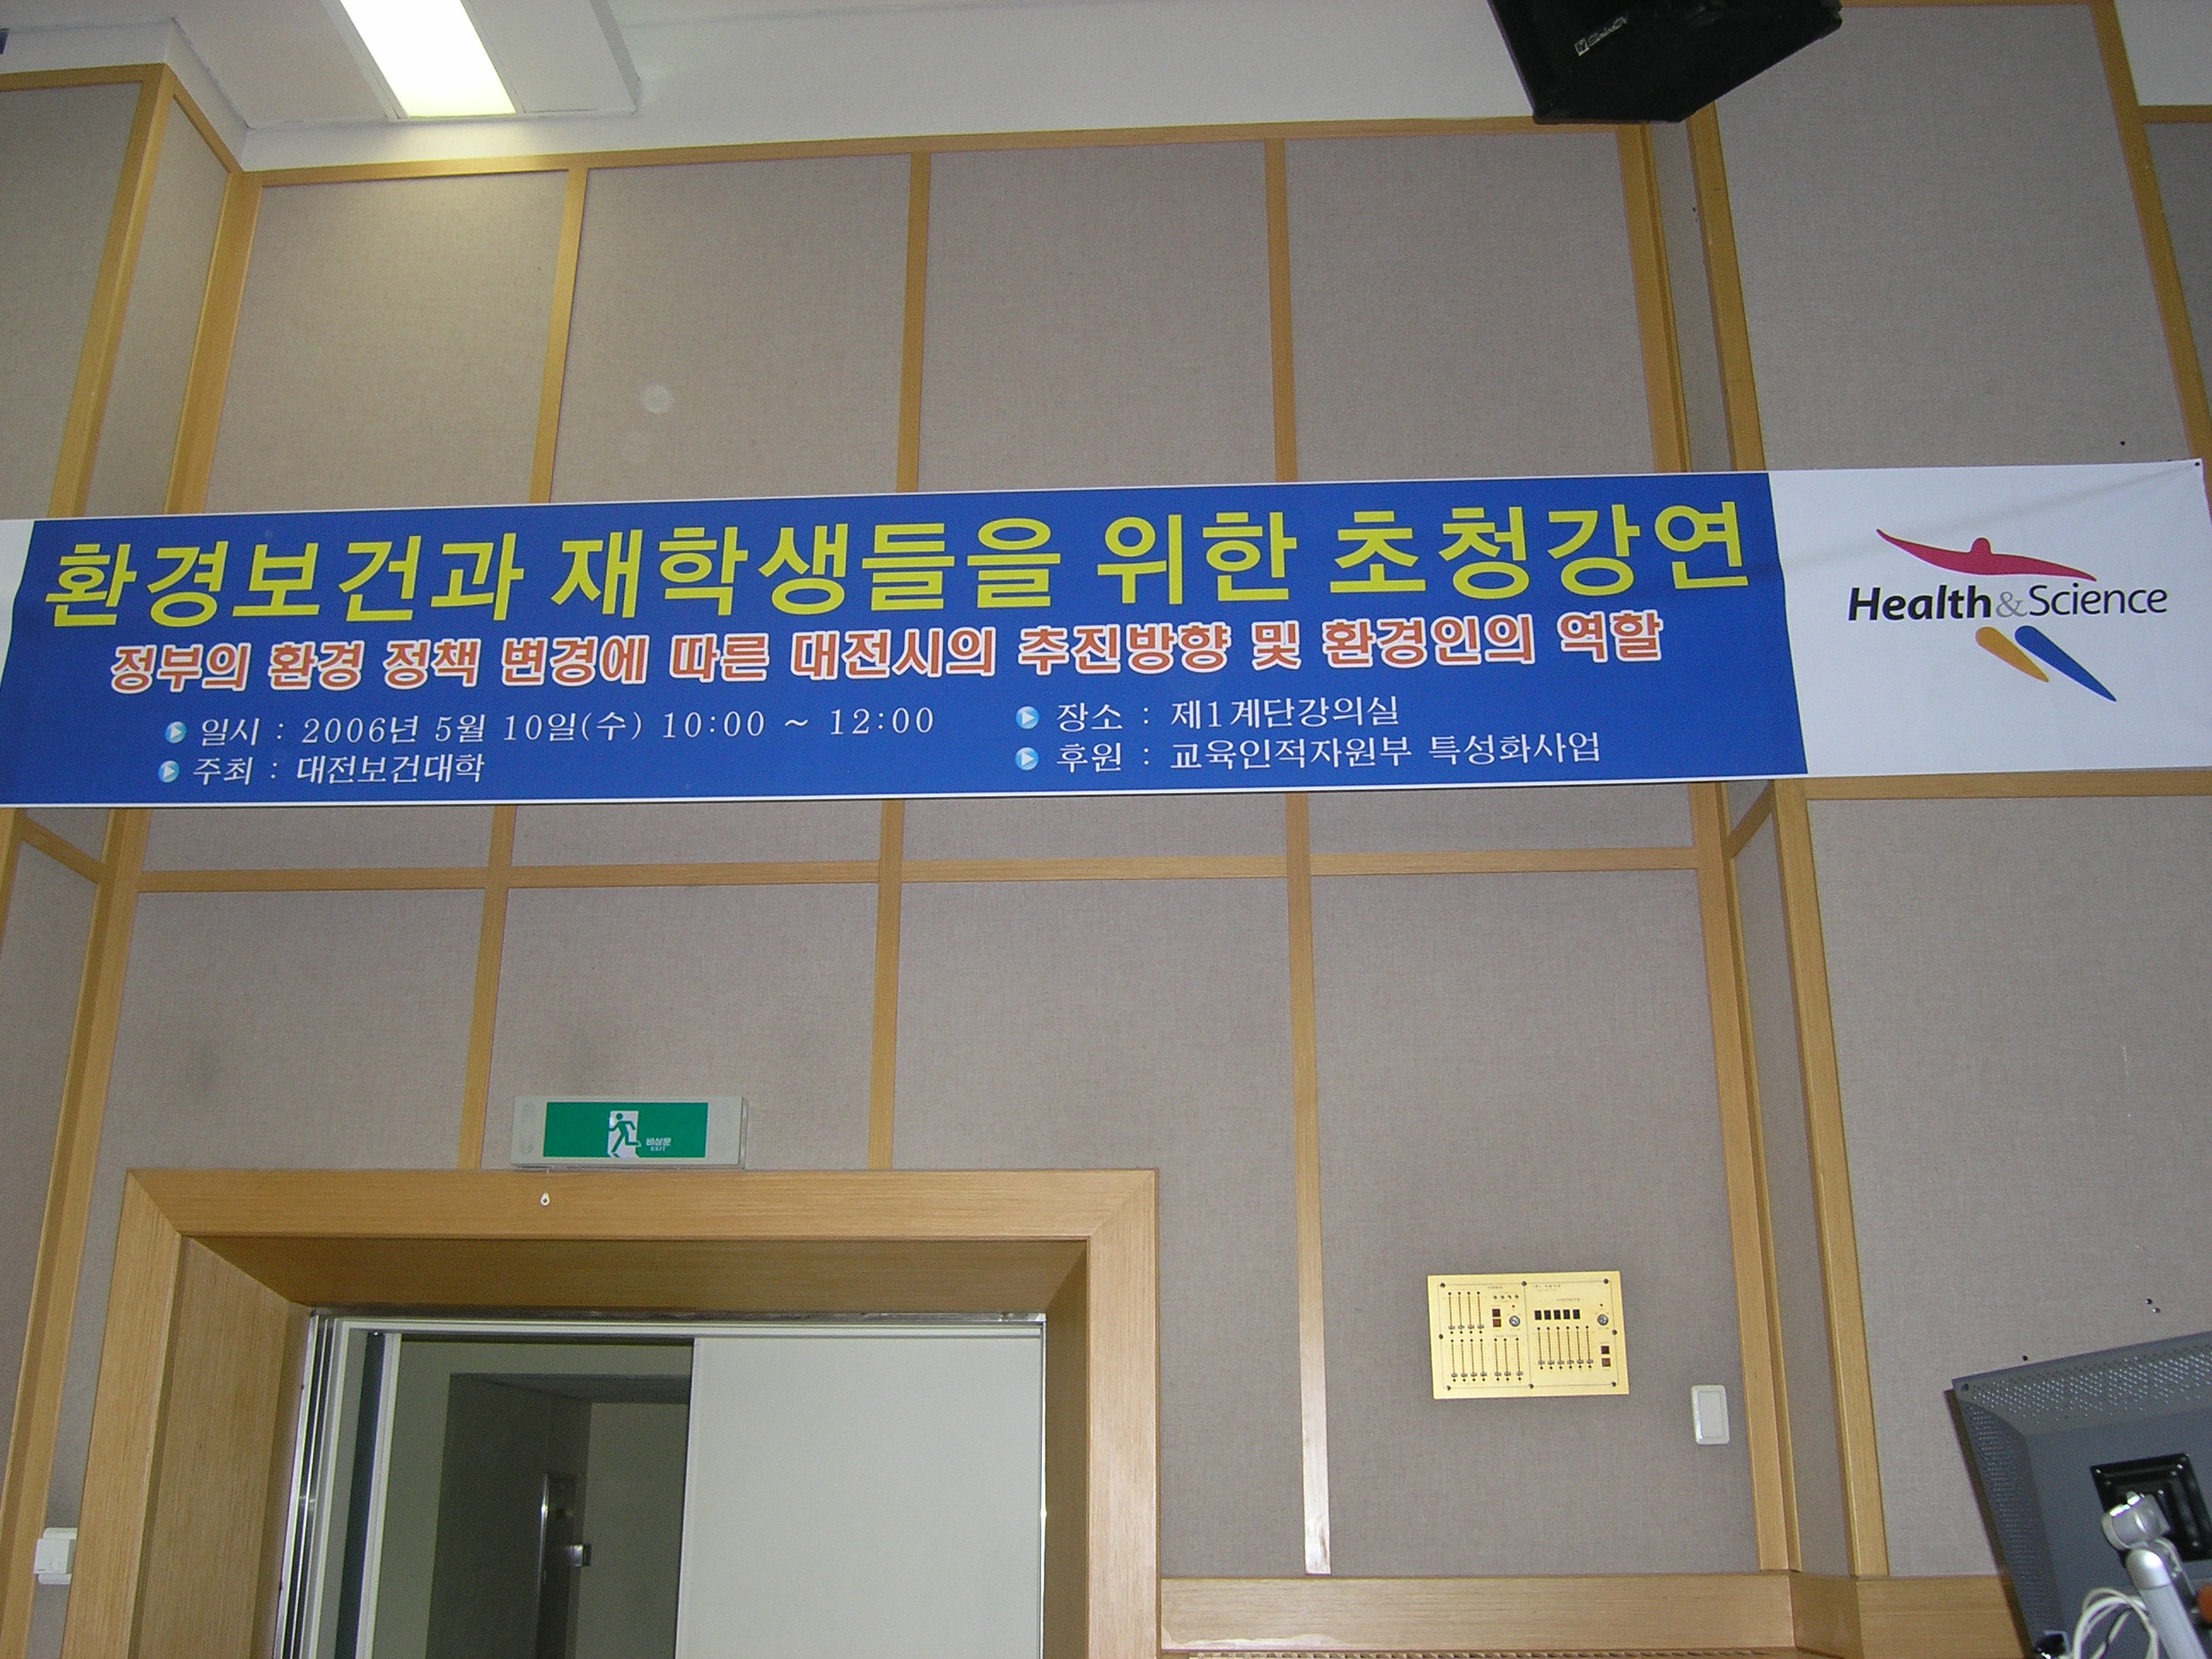 환경보건과 재학생들을 위한 초청강연
정부의 환경 정책 변경에 따른 대전시의 추진방향 및 환경인의 역할
일시 : 2006년 5월 10일(수) 10:00 ~ 12:00
장소 : 제1계단강의실
주최 : 대전보건대학
후원 : 교육인적자원부 특성화사업
Health&Science
비상문
EXIT